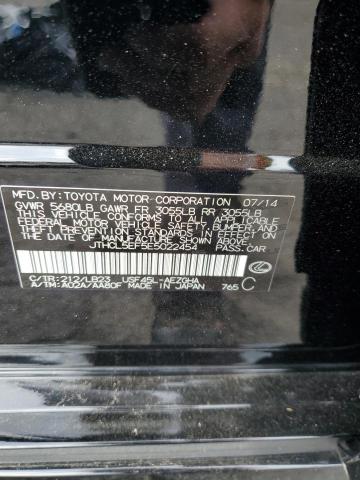 MFD. BY: TOYOTA MOTOR CORPORATION 07/14
GVWR 5680LB GAWR FR 3055LB RR 3055LB
THIS VEHICLE CONFORMS TO ALL APPLICABLE
FEDERAL MOTOR VEHICLE SAFETY, BUMPER, AND
THEFT PREVENTION STANDARDS IN EFFECT ON
THE DATE OF MANUFACTURE SHOWN ABOVE.
PASS.CAR
C/TR:212/LB23 USF45L-AEZGHA
A/TM:A02A/AA80F MADE IN JAPAN 765 C